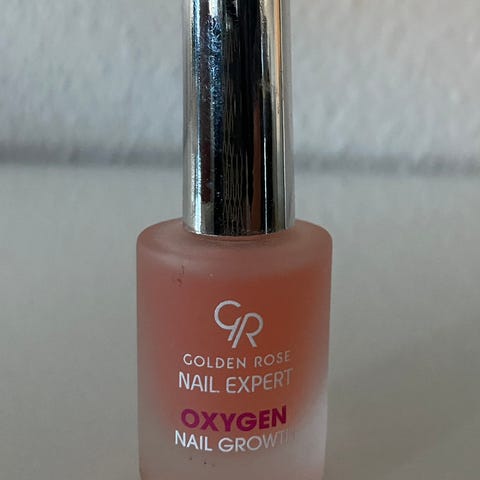 GR
GOLDEN ROSE
NAIL EXPERT
OXYGEN
NAIL GROWTH